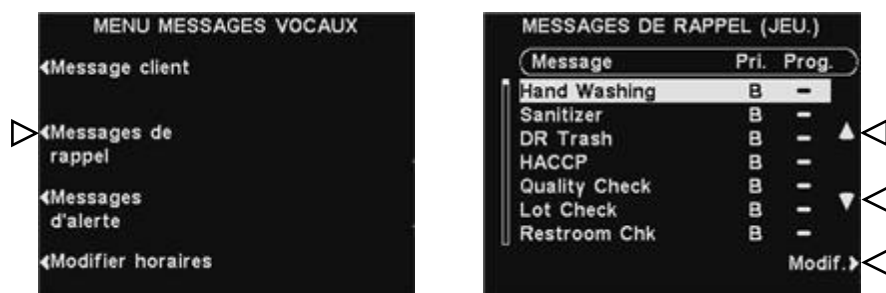 MENU MESSAGES VOCAUX
Message client
Messages de
rappel
Messages
d'alerte
Modifier horaires
MESSAGES DE RAPPEL (JEU.)
Message Pri. Prog.
Hand Washing B –
Sanitizer B –
DR Trash B –
HACCP B –
Quality Check B –
Lot Check B –
Restroom Chk B –
Modif.